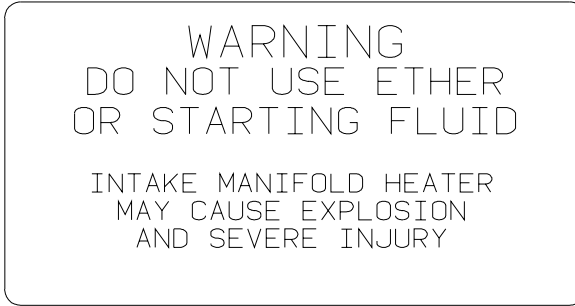 WARNING
DO NOT USE ETHER
OR STARTING FLUID
INTAKE MANIFOLD HEATER
MAY CAUSE EXPLOSION
AND SEVERE INJURY